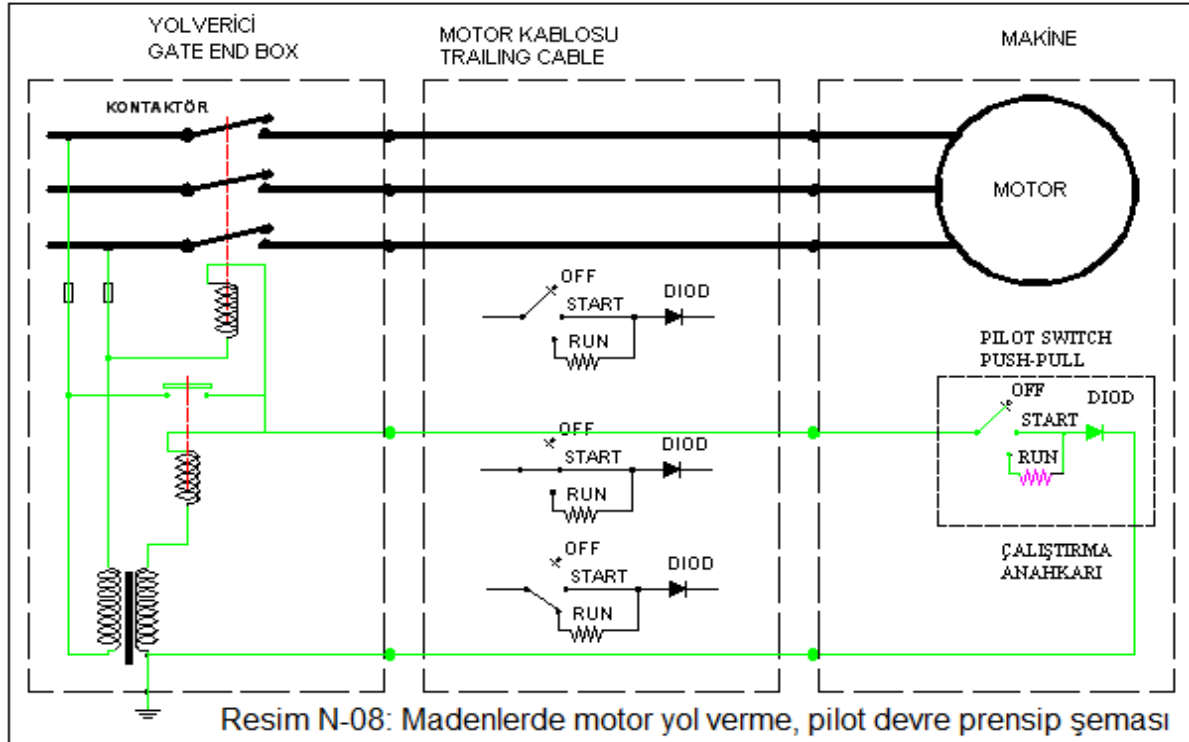 YOLVERİCİ
GATE END BOX
MOTOR KABLOSU
TRAILING CABLE
MAKİNE
KONTAKTÖR
MOTOR
OFF
START
DIOD
RUN
PILOT SWITCH
PUSH-PULL
OFF
DIOD
START
RUN
OFF
START
DIOD
RUN
OFF
START
DIOD
RUN
ÇALIŞTIRMA
ANAHKARI
Resim N-08: Madenlerde motor yol verme, pilot devre prensip şeması